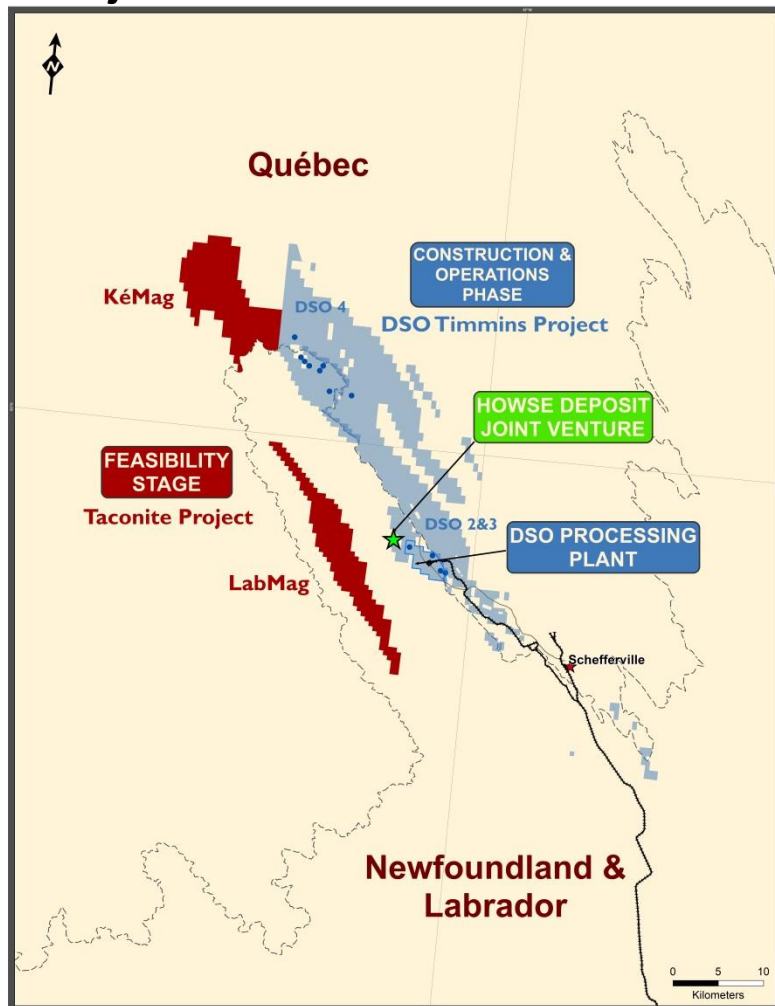 N
Québec
CONSTRUCTION &
OPERATIONS
PHASE
KéMag
DSO 4
DSO Timmins Project
HOWSE DEPOSIT
JOINT VENTURE
FEASIBILITY
STAGE
Taconite Project
DSO 2&3
DSO PROCESSING
PLANT
LabMag
Schefferville
Newfoundland &
Labrador
0 5 10
Kilometers